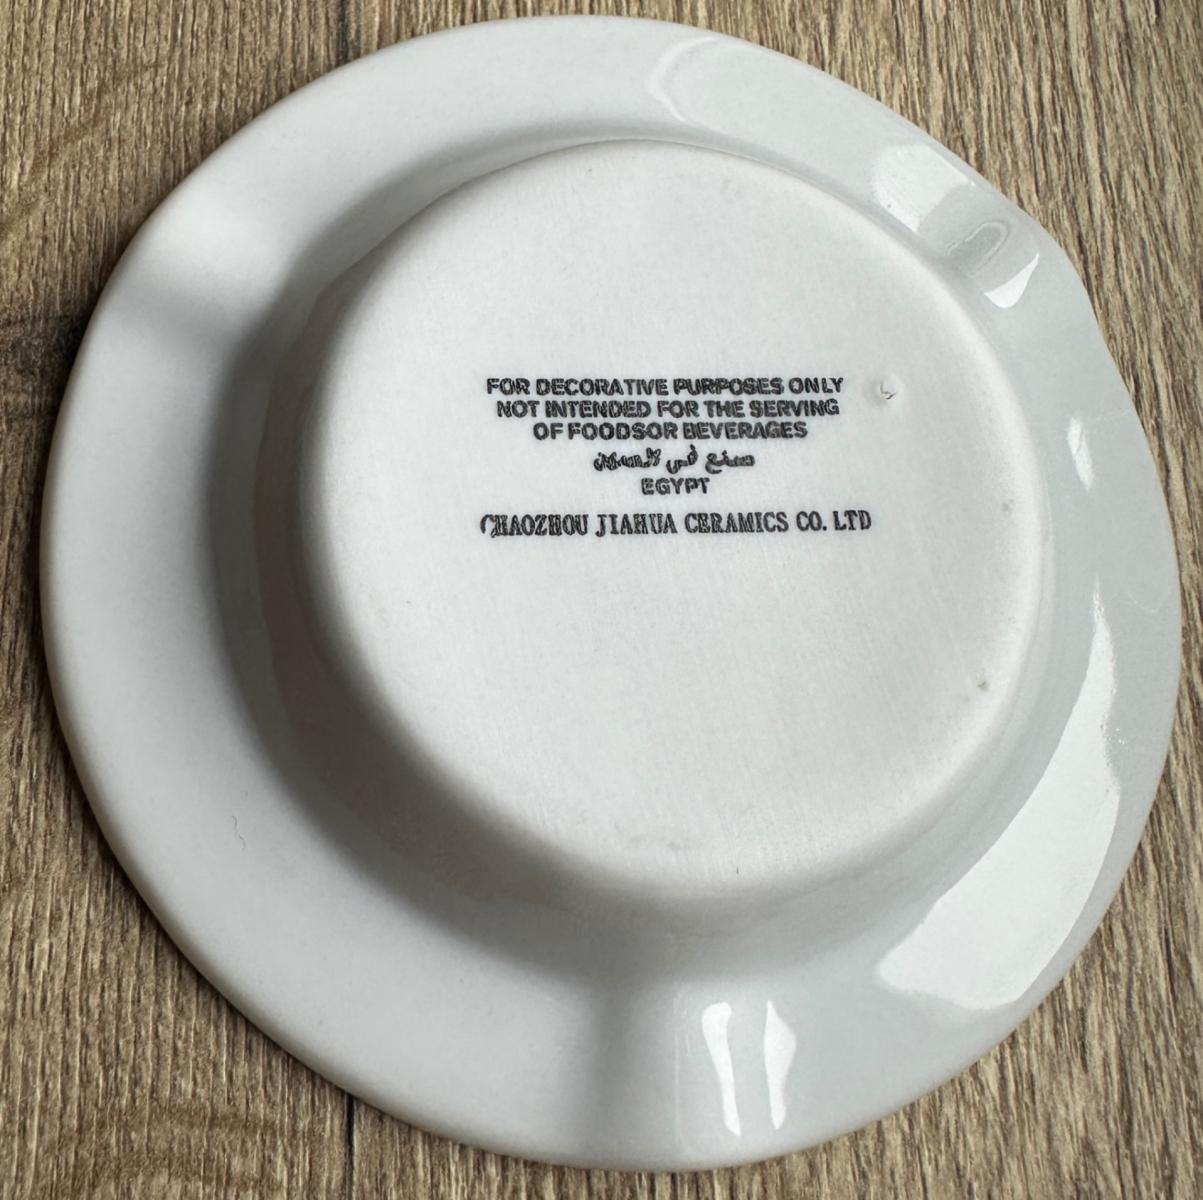 FOR DECORATIVE PURPOSES ONLY
NOT INTENDED FOR THE SERVING
OF FOODSOR BEVERAGES
صنع في الصين
EGYPT
CHAOZHOU JIAHUA CERAMICS CO. LTD